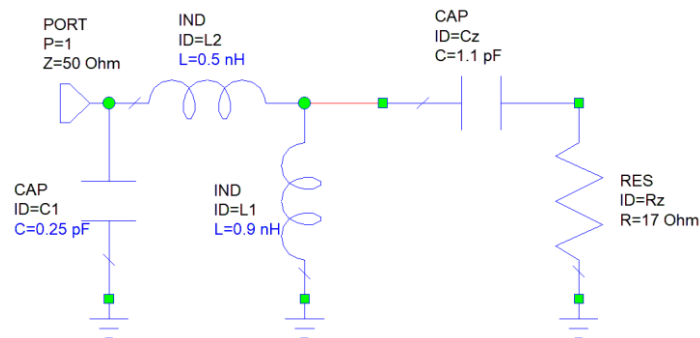 PORT
P=1
Z=50 Ohm
IND
ID=L2
L=0.5 nH
CAP
ID=Cz
C=1.1 pF
CAP
ID=C1
C=0.25 pF
IND
ID=L1
L=0.9 nH
RES
ID=Rz
R=17 Ohm